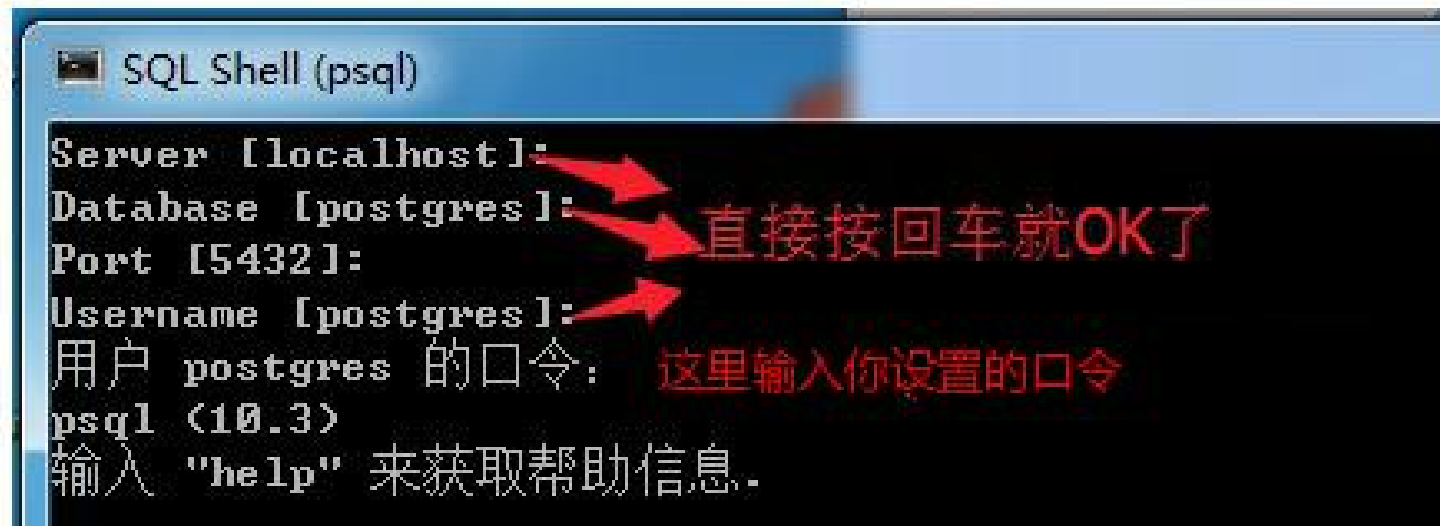 SQL Shell (psql)
Server [localhost]:
Database [postgres]:
直接按回车就OK了
Port [5432]:
Username [postgres]:
用户 postgres 的口令: 这里输入你设置的口令
psql (10.3)
输入 "help" 来获取帮助信息.